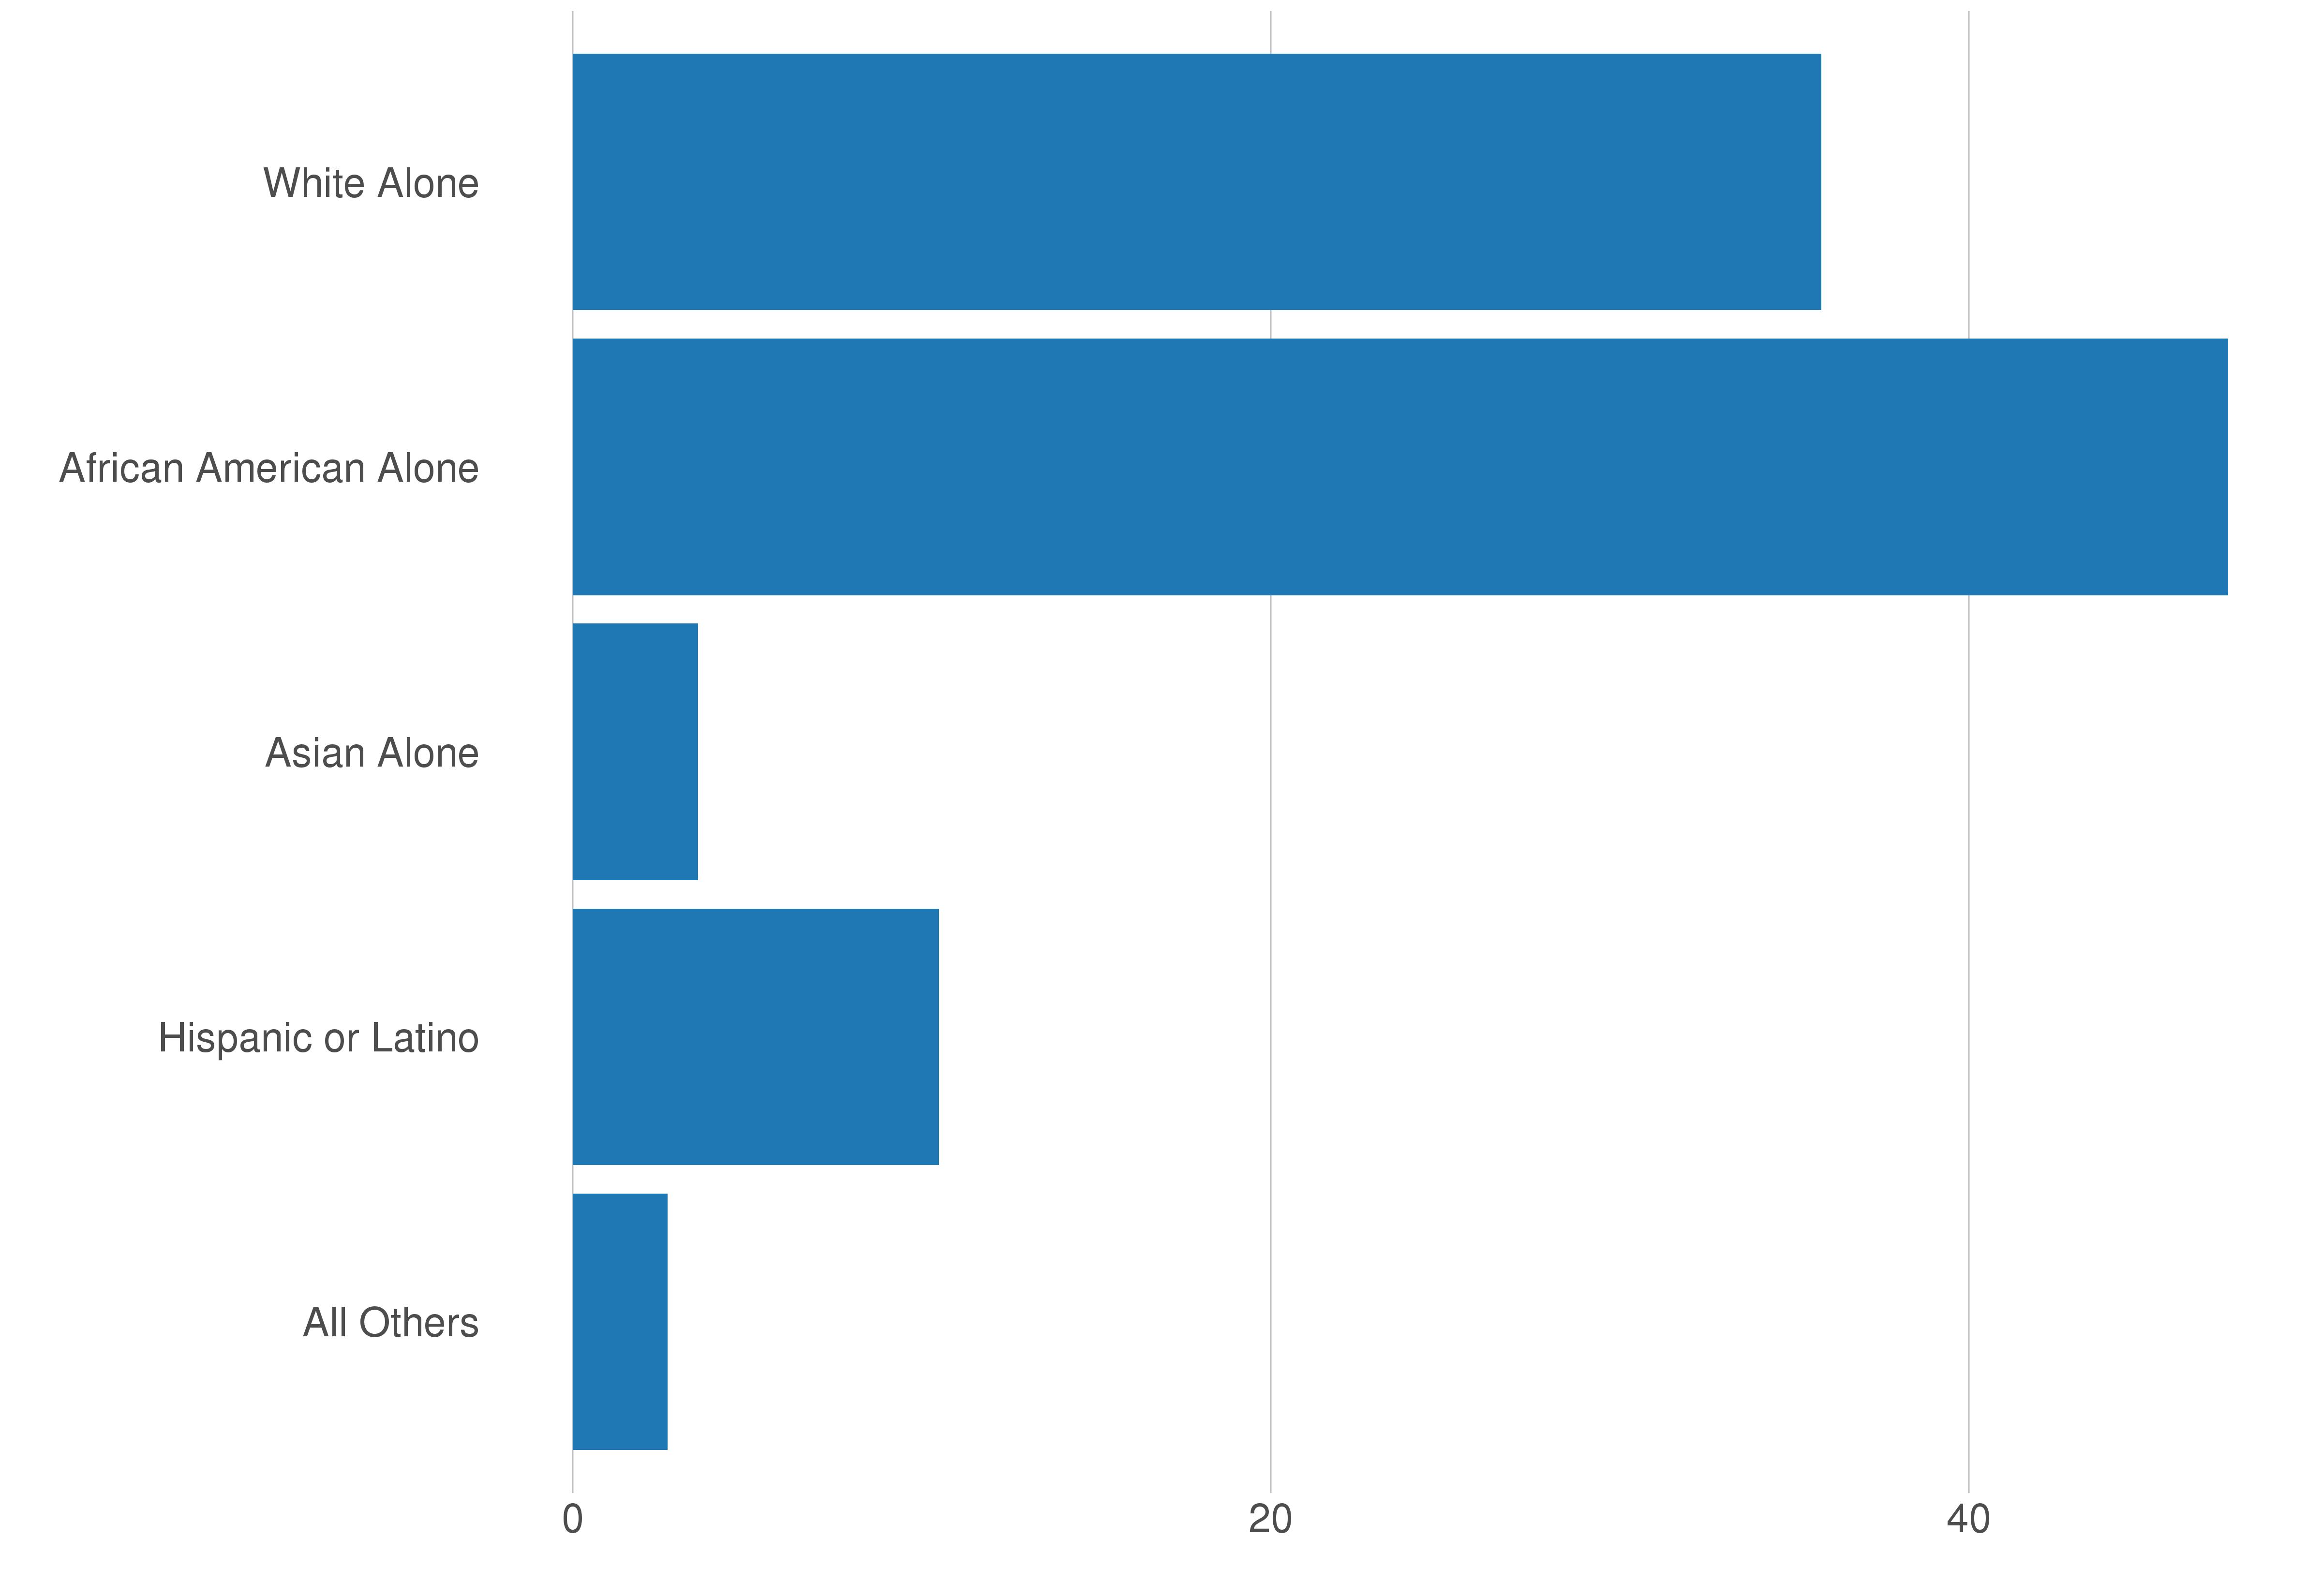 White Alone
African American Alone
Asian Alone
Hispanic or Latino
All Others
0 20 40